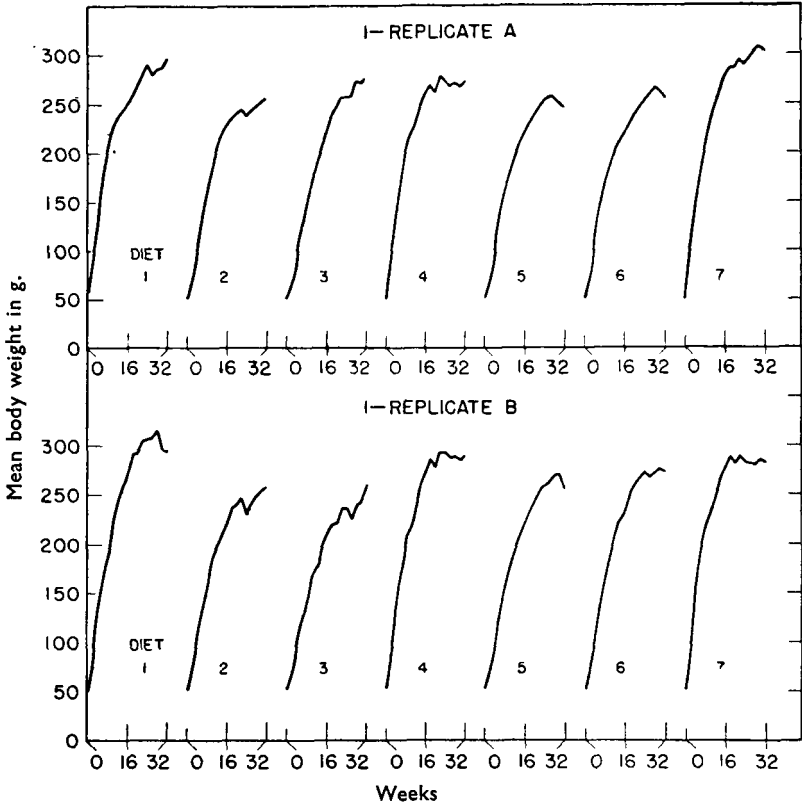 I—REPLICATE A
300
250
200
150
100
50
0
DIET
1 2 3 4 5 6 7
0 16 32 0 16 32 0 16 32 0 16 32 0 16 32 0 16 32 0 16 32
I—REPLICATE B
300
250
200
150
100
50
0
DIET
1 2 3 4 5 6 7
0 16 32 0 16 32 0 16 32 0 16 32 0 16 32 0 16 32 0 16 32
Weeks
Mean body weight in g.